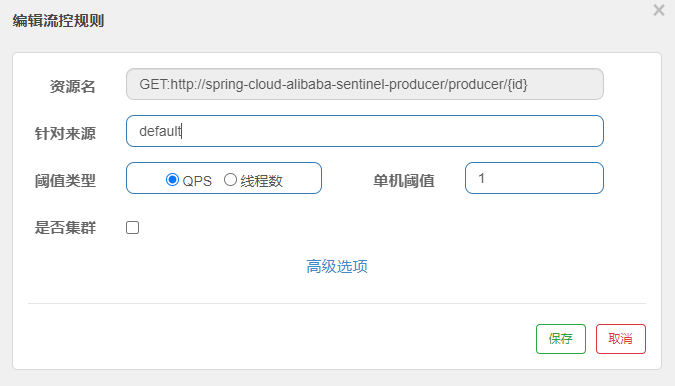 编辑流控规则 ×
资源名 GET:http://spring-cloud-alibaba-sentinel-producer/producer/{id}
针对来源 default
阈值类型 QPS 线程数 单机阈值 1
是否集群
高级选项
保存 取消